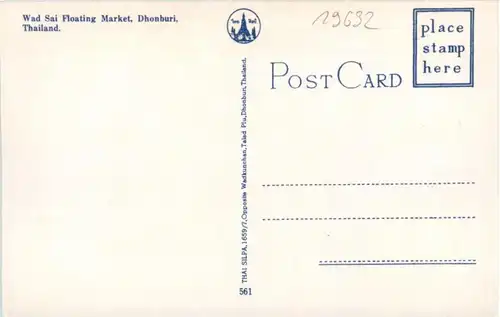 Wad Sai Floating Market, Dhonburi,
Thailand.
19632
place
stamp
here
POST CARD
THAI SILPA,1659/7,Opposite Wadkunchan,Talad Plu,Dhonburi,Thailand.
561